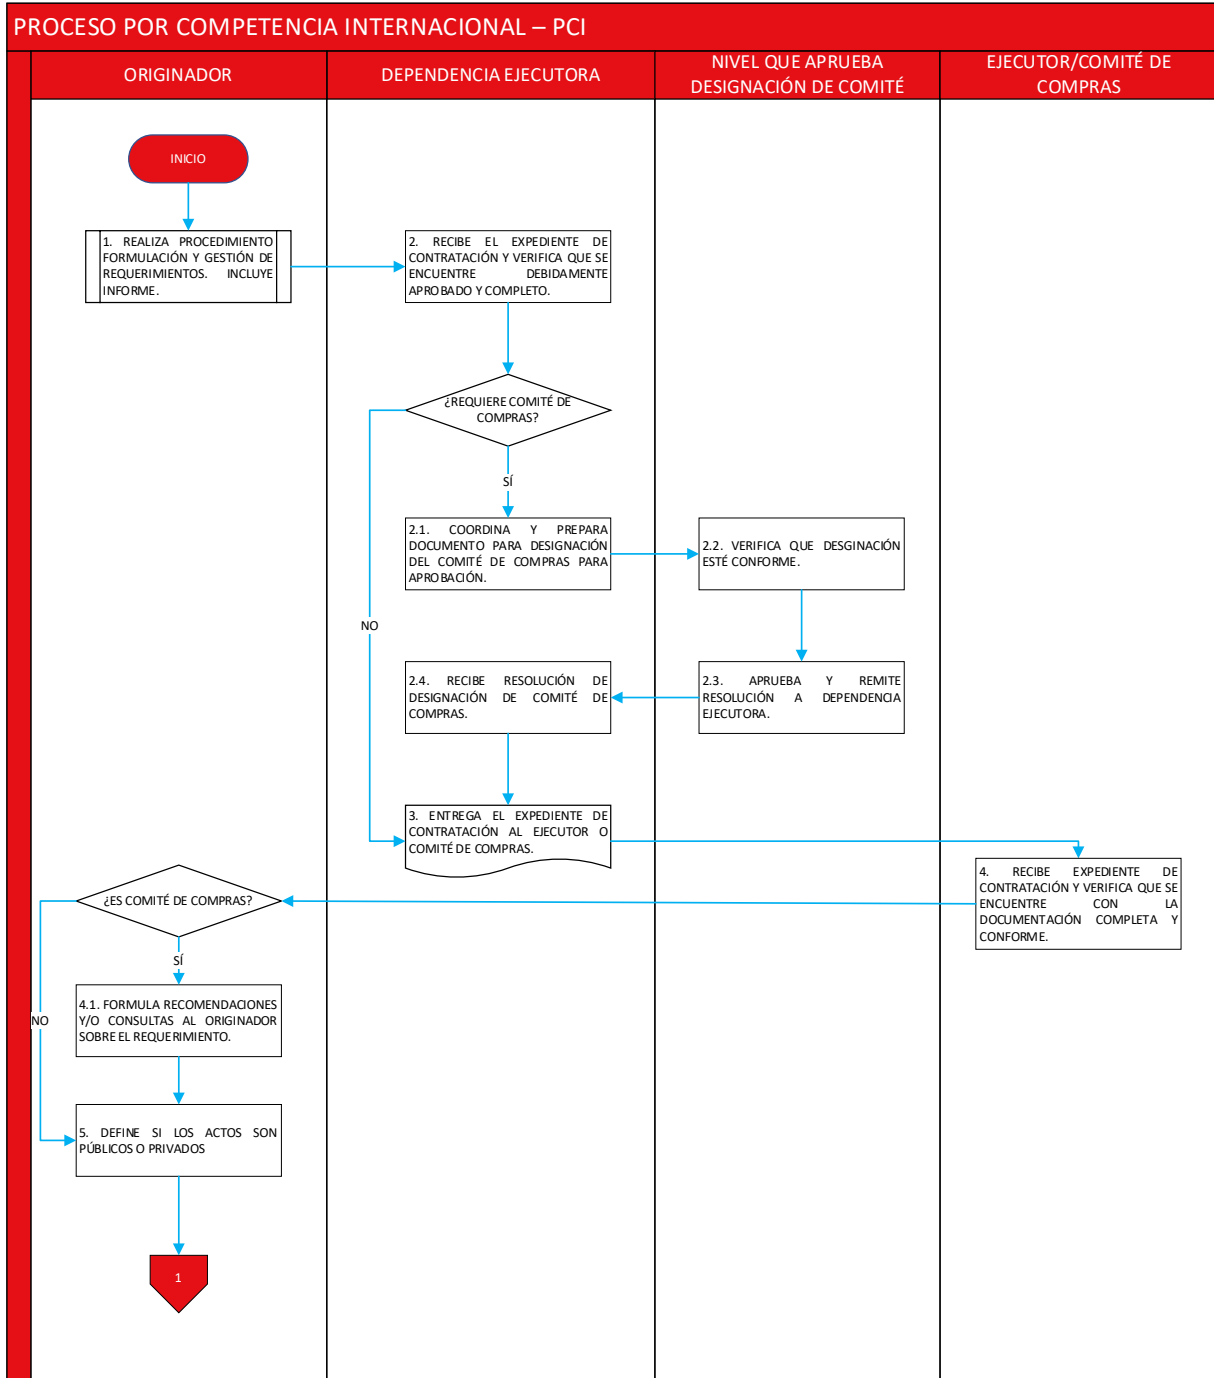 PROCESO POR COMPETENCIA INTERNACIONAL – PCI
ORIGINADOR
DEPENDENCIA EJECUTORA
NIVEL QUE APRUEBA
DESIGNACIÓN DE COMITÉ
EJECUTOR/COMITÉ DE
COMPRAS
INICIO
1. REALIZA PROCEDIMIENTO
FORMULACIÓN Y GESTIÓN DE
REQUERIMIENTOS. INCLUYE
INFORME.
2. RECIBE EL EXPEDIENTE DE
CONTRATACIÓN Y VERIFICA QUE SE
ENCUENTRE DEBIDAMENTE
APROBADO Y COMPLETO.
¿REQUIERE COMITÉ DE
COMPRAS?
SÍ
NO
2.1. COORDINA Y PREPARA
DOCUMENTO PARA DESIGNACIÓN
DEL COMITÉ DE COMPRAS PARA
APROBACIÓN.
2.2. VERIFICA QUE DESGINACIÓN
ESTÉ CONFORME.
2.4. RECIBE RESOLUCIÓN DE
DESIGNACIÓN DE COMITÉ DE
COMPRAS.
2.3. APRUEBA Y REMITE
RESOLUCIÓN A DEPENDENCIA
EJECUTORA.
3. ENTREGA EL EXPEDIENTE DE
CONTRATACIÓN AL EJECUTOR O
COMITÉ DE COMPRAS.
4. RECIBE EXPEDIENTE DE
CONTRATACIÓN Y VERIFICA QUE SE
ENCUENTRE CON LA
DOCUMENTACIÓN COMPLETA Y
CONFORME.
¿ES COMITÉ DE COMPRAS?
SÍ
NO
4.1. FORMULA RECOMENDACIONES
Y/O CONSULTAS AL ORIGINADOR
SOBRE EL REQUERIMIENTO.
5. DEFINE SI LOS ACTOS SON
PÚBLICOS O PRIVADOS
1